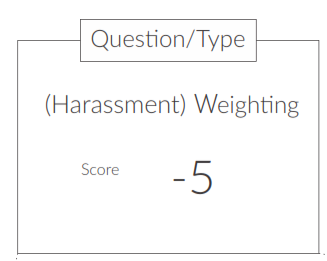 Question/Type
(Harassment) Weighting
Score -5